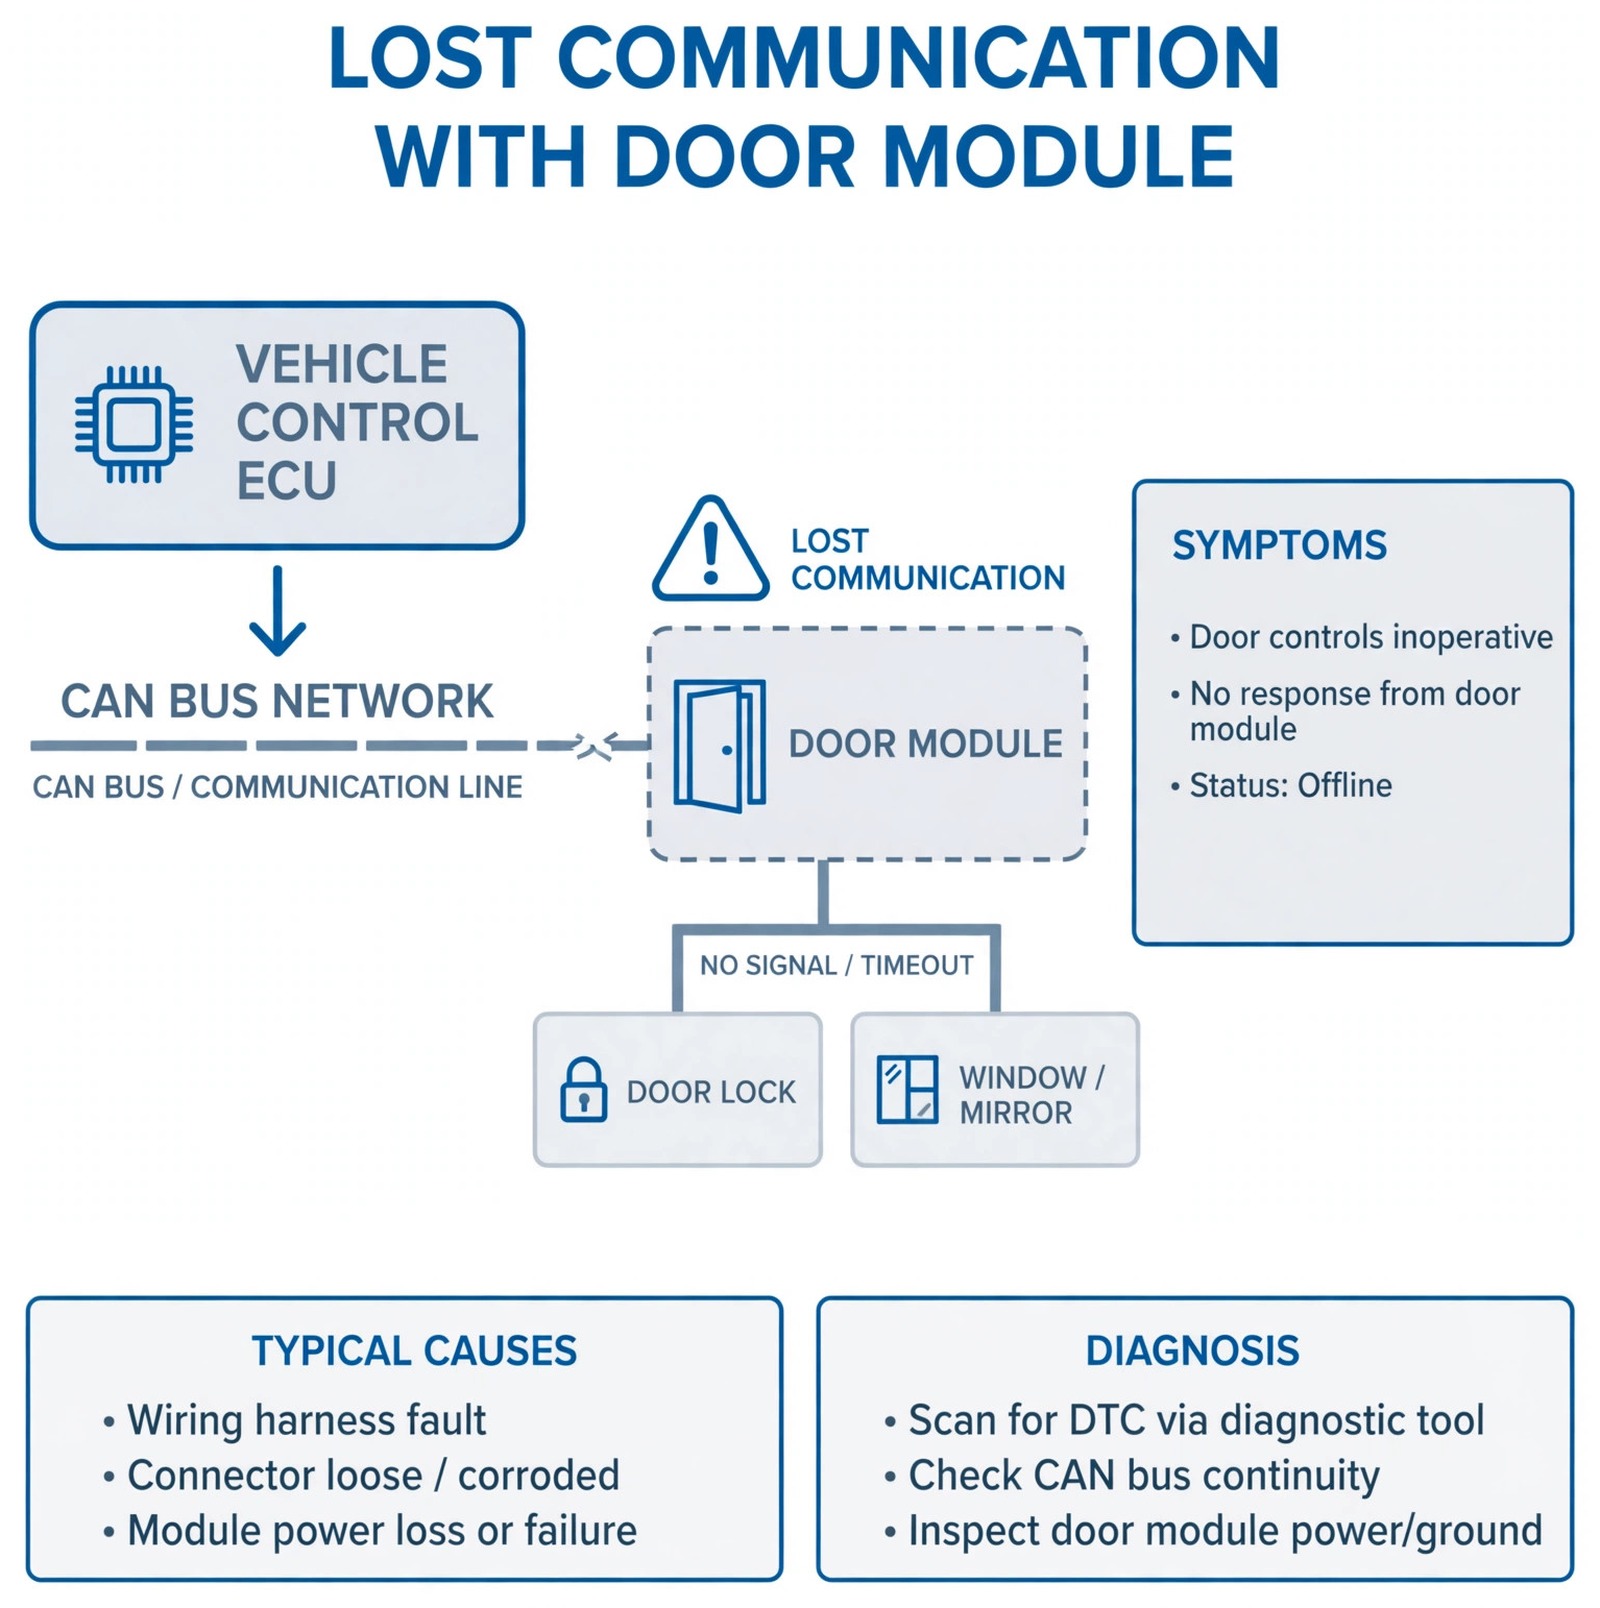 LOST COMMUNICATION
WITH DOOR MODULE
VEHICLE
CONTROL
ECU
CAN BUS NETWORK
CAN BUS / COMMUNICATION LINE
LOST
COMMUNICATION
DOOR MODULE
NO SIGNAL / TIMEOUT
DOOR LOCK
WINDOW /
MIRROR
SYMPTOMS
• Door controls inoperative
• No response from door
module
• Status: Offline
TYPICAL CAUSES
• Wiring harness fault
• Connector loose / corroded
• Module power loss or failure
DIAGNOSIS
• Scan for DTC via diagnostic tool
• Check CAN bus continuity
• Inspect door module power/ground